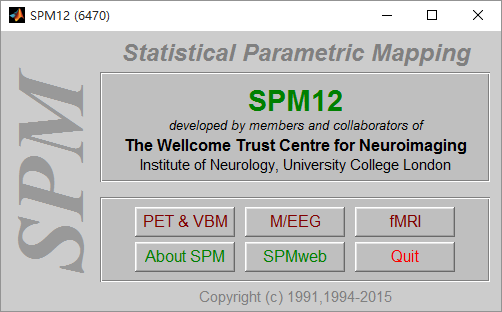 SPM12 (6470)
Statistical Parametric Mapping
SPM
SPM12
developed by members and collaborators of
The Wellcome Trust Centre for Neuroimaging
Institute of Neurology, University College London
PET & VBM M/EEG fMRI
About SPM SPMweb Quit
Copyright (c) 1991,1994-2015